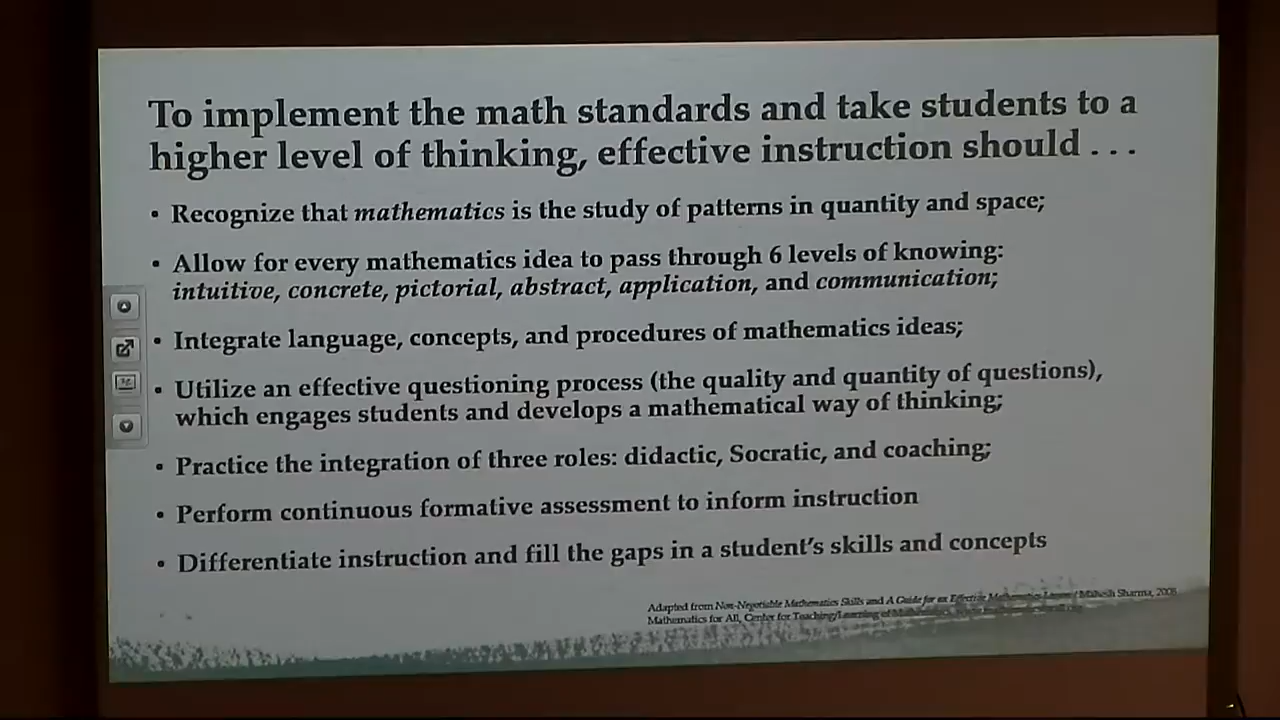 To implement the math standards and take students to a
higher level of thinking, effective instruction should . . .
• Recognize that mathematics is the study of patterns in quantity and space;
• Allow for every mathematics idea to pass through 6 levels of knowing:
intuitive, concrete, pictorial, abstract, application, and communication;
• Integrate language, concepts, and procedures of mathematics ideas;
• Utilize an effective questioning process (the quality and quantity of questions),
which engages students and develops a mathematical way of thinking;
• Practice the integration of three roles: didactic, Socratic, and coaching;
• Perform continuous formative assessment to inform instruction
• Differentiate instruction and fill the gaps in a student's skills and concepts
Adapted from Non-Negotiable Mathematics Skills and A Guide for an Effective Mathematics Lesson / Mahesh Sharma, 2008
Mathematics for All, Center for Teaching/Learning of Mathematics,